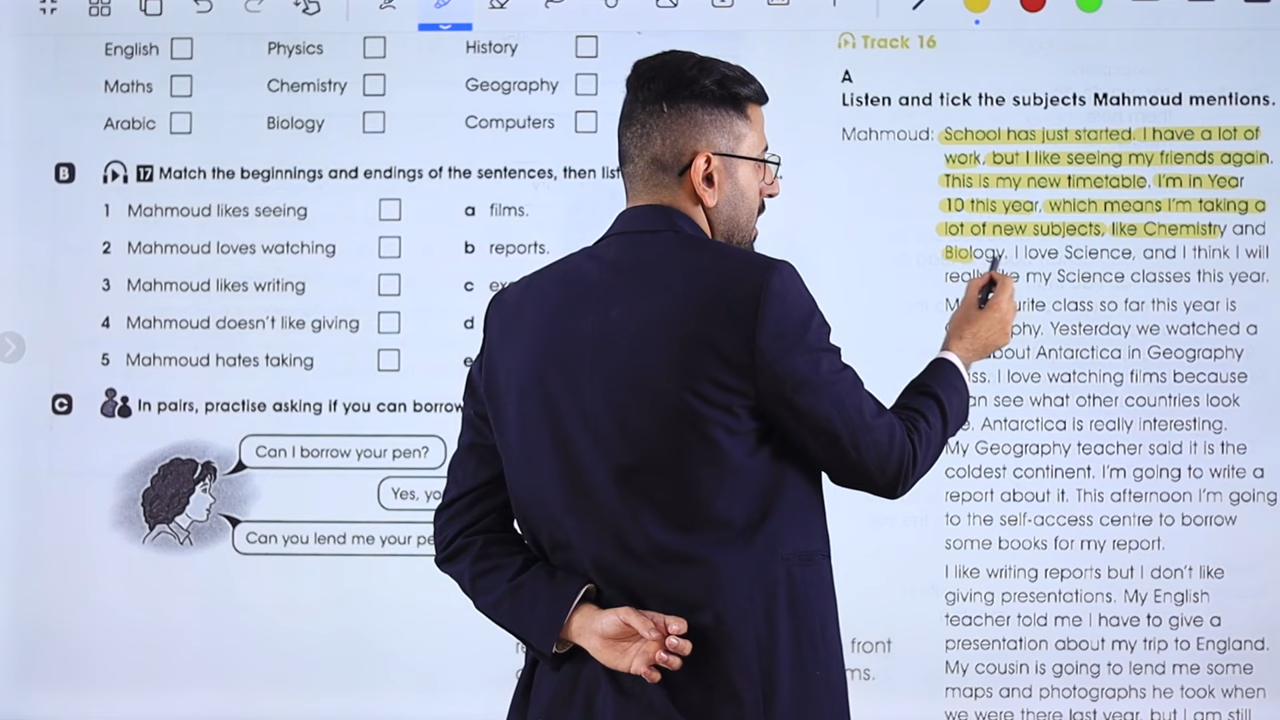 English Physics History
Maths Chemistry Geography
Arabic Biology Computers
B 17 Match the beginnings and endings of the sentences, then
1 Mahmoud likes seeing a films.
2 Mahmoud loves watching b reports.
3 Mahmoud likes writing c
4 Mahmoud doesn't like giving d
5 Mahmoud hates taking e
C In pairs, practise asking if you can borrow
Can I borrow your pen?
Yes,
Can you lend me your
Track 16
A
Listen and tick the subjects Mahmoud mentions.
Mahmoud: School has just started. I have a lot of
work, but I like seeing my friends again.
This is my new timetable. I'm in Year
10 this year, which means I'm taking a
lot of new subjects, like Chemistry and
Biology. I love Science, and I think I will
really my Science classes this year.
class so far this year is
Yesterday we watched a
about Antarctica in Geography
I love watching films because
see what other countries look
Antarctica is really interesting.
My Geography teacher said it is the
coldest continent. I'm going to write a
report about it. This afternoon I'm going
to the self-access centre to borrow
some books for my report.
I like writing reports but I don't like
giving presentations. My English
teacher told me I have to give a
presentation about my trip to England.
My cousin is going to lend me some
maps and photographs he took when
we were there last year, but I am still
front